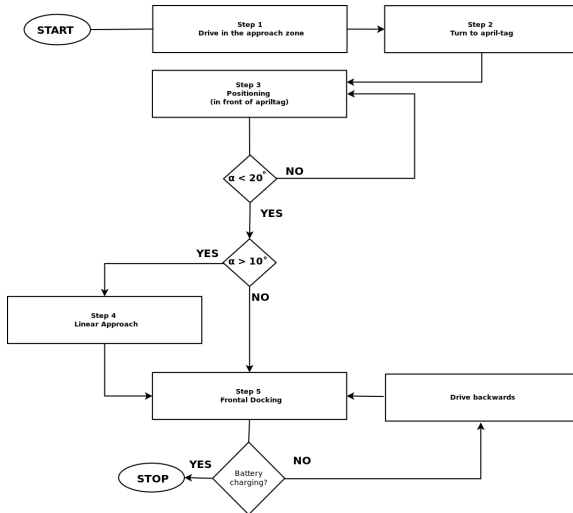 START
Step 1
Drive in the approach zone
Step 2
Turn to april-tag
Step 3
Positioning
(in front of apriltag)
α < 20°
NO
YES
α > 10°
YES
NO
Step 4
Linear Approach
Step 5
Frontal Docking
Drive backwards
Battery
charging?
YES
NO
STOP